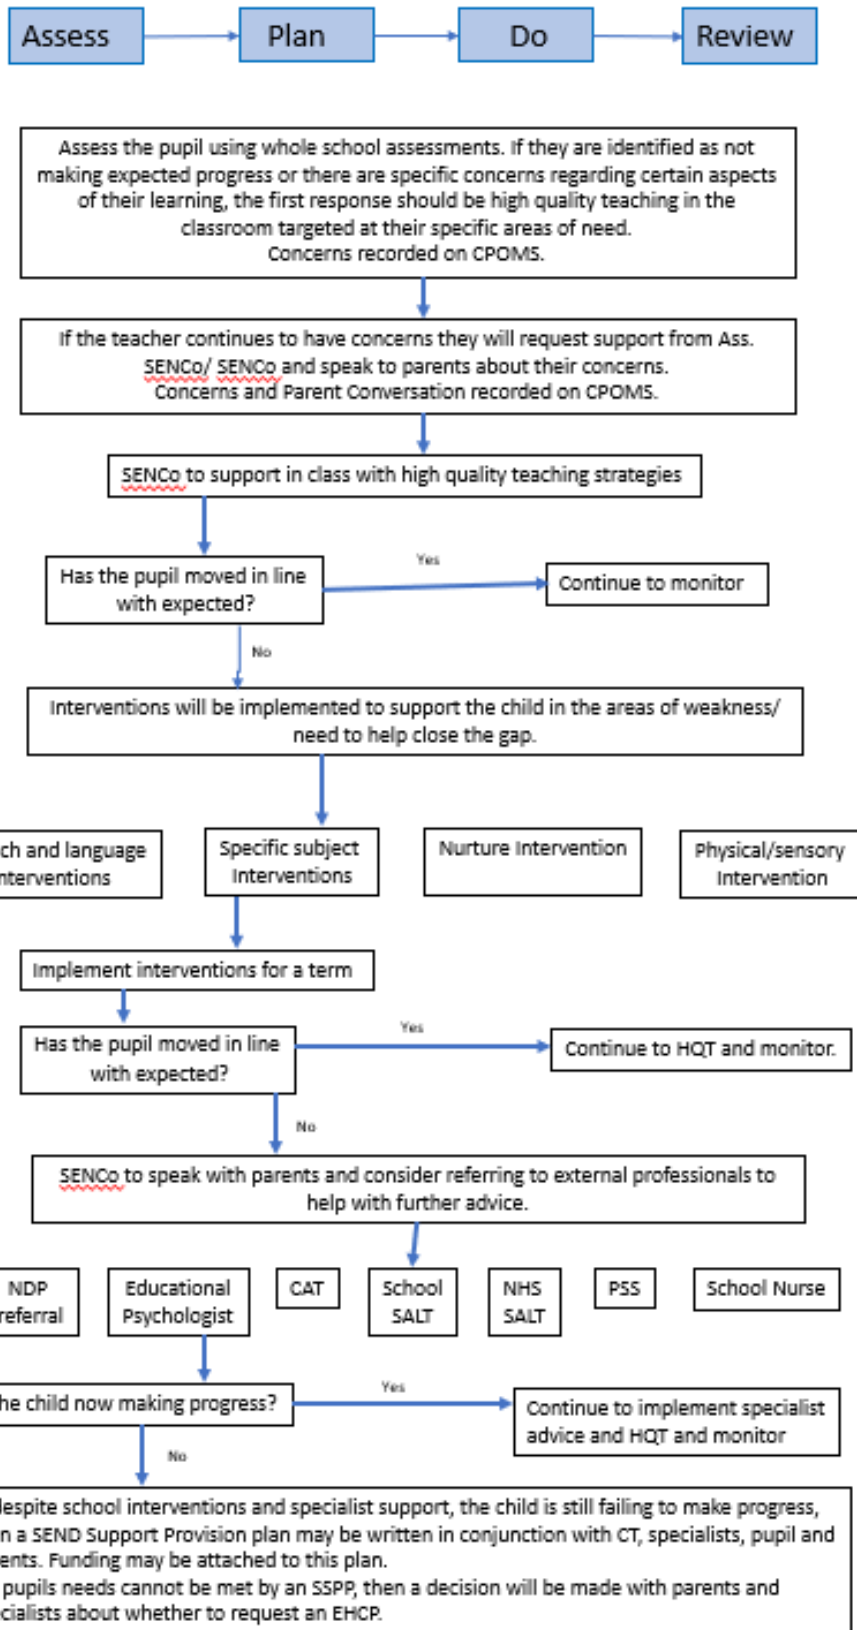 Assess Plan Do Review
Assess the pupil using whole school assessments. If they are identified as not
making expected progress or there are specific concerns regarding certain aspects
of their learning, the first response should be high quality teaching in the
classroom targeted at their specific areas of need.
Concerns recorded on CPOMS.
If the teacher continues to have concerns they will request support from Ass.
SENCo/ SENCo and speak to parents about their concerns.
Concerns and Parent Conversation recorded on CPOMS.
SENCo to support in class with high quality teaching strategies
Has the pupil moved in line
with expected?
Yes
Continue to monitor
No
Interventions will be implemented to support the child in the areas of weakness/
need to help close the gap.
ch and language
nterventions
Specific subject
Interventions
Nurture Intervention
Physical/sensory
Intervention
Implement interventions for a term
Has the pupil moved in line
with expected?
Yes
Continue to HQT and monitor.
No
SENCo to speak with parents and consider referring to external professionals to
help with further advice.
NDP
referral
Educational
Psychologist
CAT
School
SALT
NHS
SALT
PSS
School Nurse
he child now making progress?
Yes
Continue to implement specialist
advice and HQT and monitor
No
despite school interventions and specialist support, the child is still failing to make progress,
n a SEND Support Provision plan may be written in conjunction with CT, specialists, pupil and
ents. Funding may be attached to this plan.
pupils needs cannot be met by an SSPP, then a decision will be made with parents and
cialists about whether to request an EHCP.